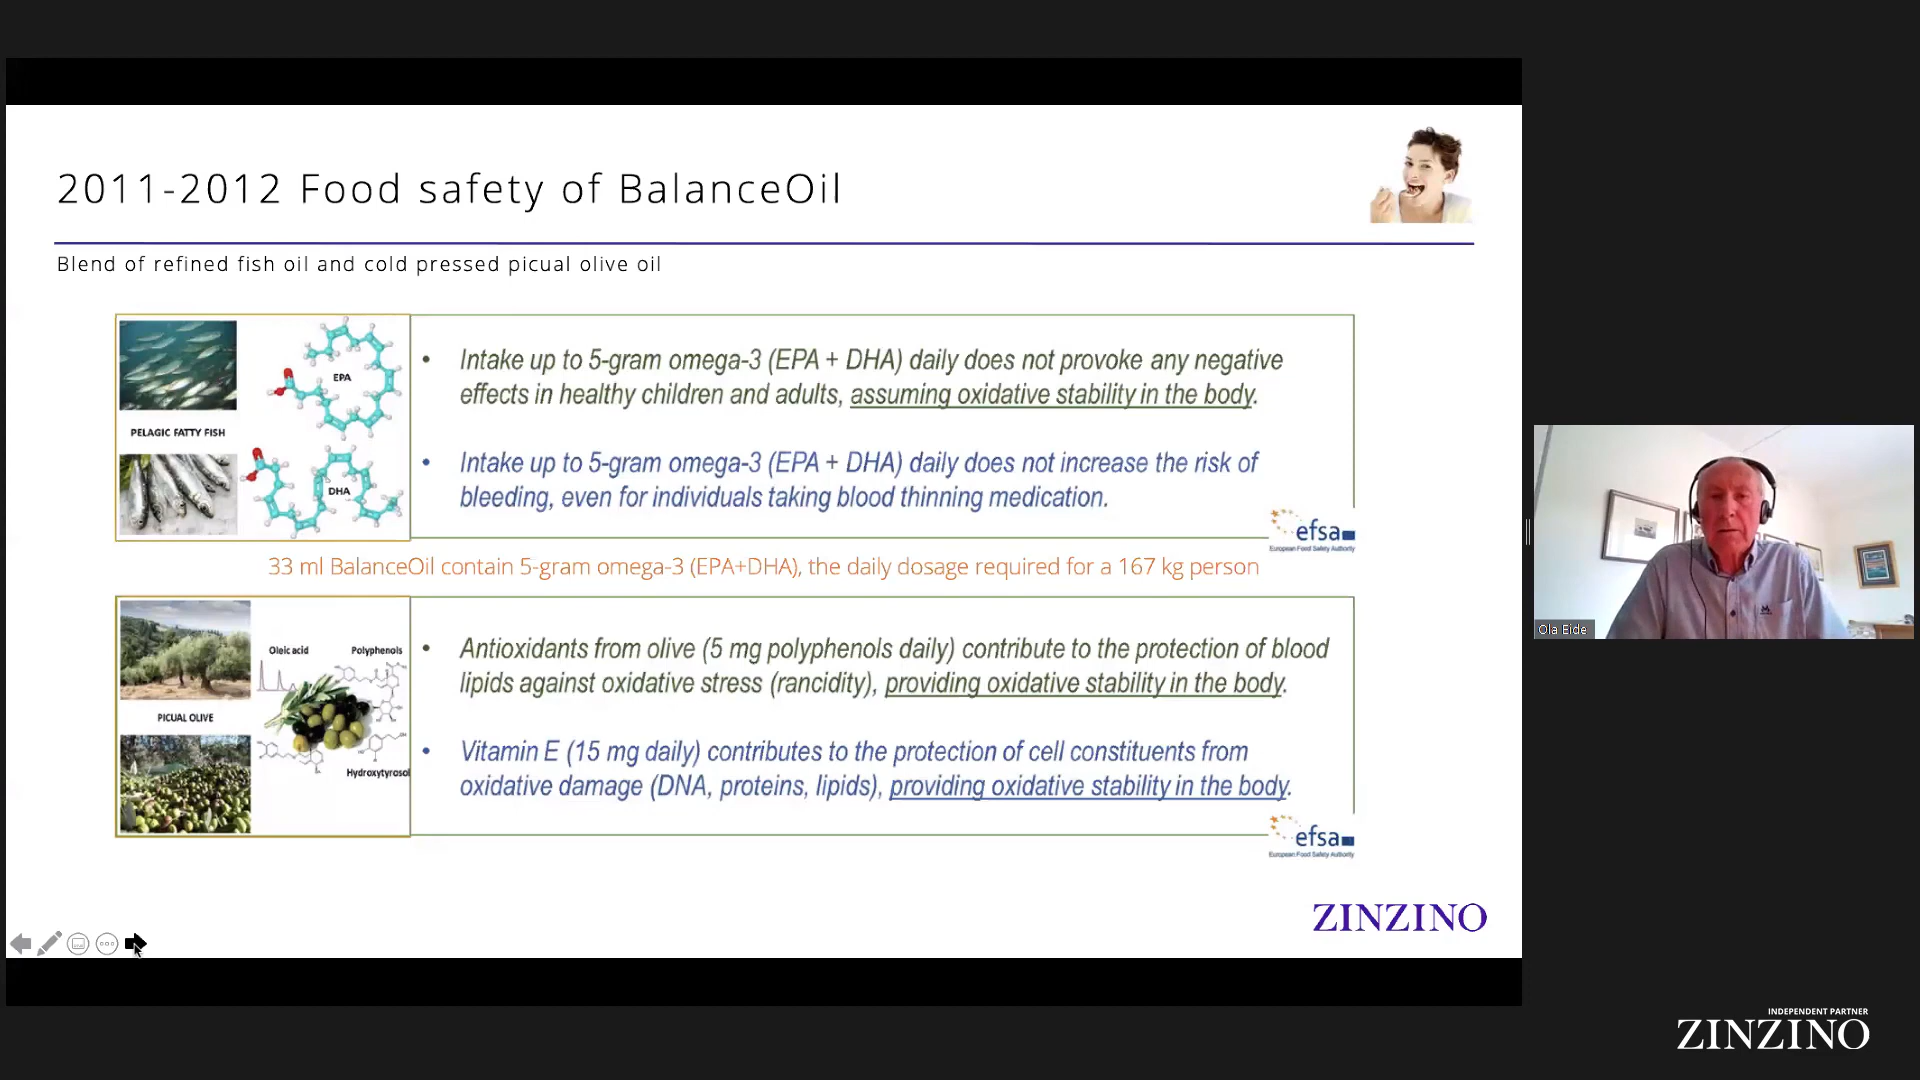 2011-2012 Food safety of BalanceOil
Blend of refined fish oil and cold pressed picual olive oil
EPA
PELAGIC FATTY FISH
DHA
• Intake up to 5-gram omega-3 (EPA + DHA) daily does not provoke any negative
effects in healthy children and adults, assuming oxidative stability in the body.
• Intake up to 5-gram omega-3 (EPA + DHA) daily does not increase the risk of
bleeding, even for individuals taking blood thinning medication.
efsa
European Food Safety Authority
33 ml BalanceOil contain 5-gram omega-3 (EPA+DHA), the daily dosage required for a 167 kg person
Oleic acid
Polyphenols
PICUAL OLIVE
Hydroxytyrosol
• Antioxidants from olive (5 mg polyphenols daily) contribute to the protection of blood
lipids against oxidative stress (rancidity), providing oxidative stability in the body.
• Vitamin E (15 mg daily) contributes to the protection of cell constituents from
oxidative damage (DNA, proteins, lipids), providing oxidative stability in the body.
efsa
European Food Safety Authority
ZINZINO
Ola Eide
INDEPENDENT PARTNER
ZINZINO